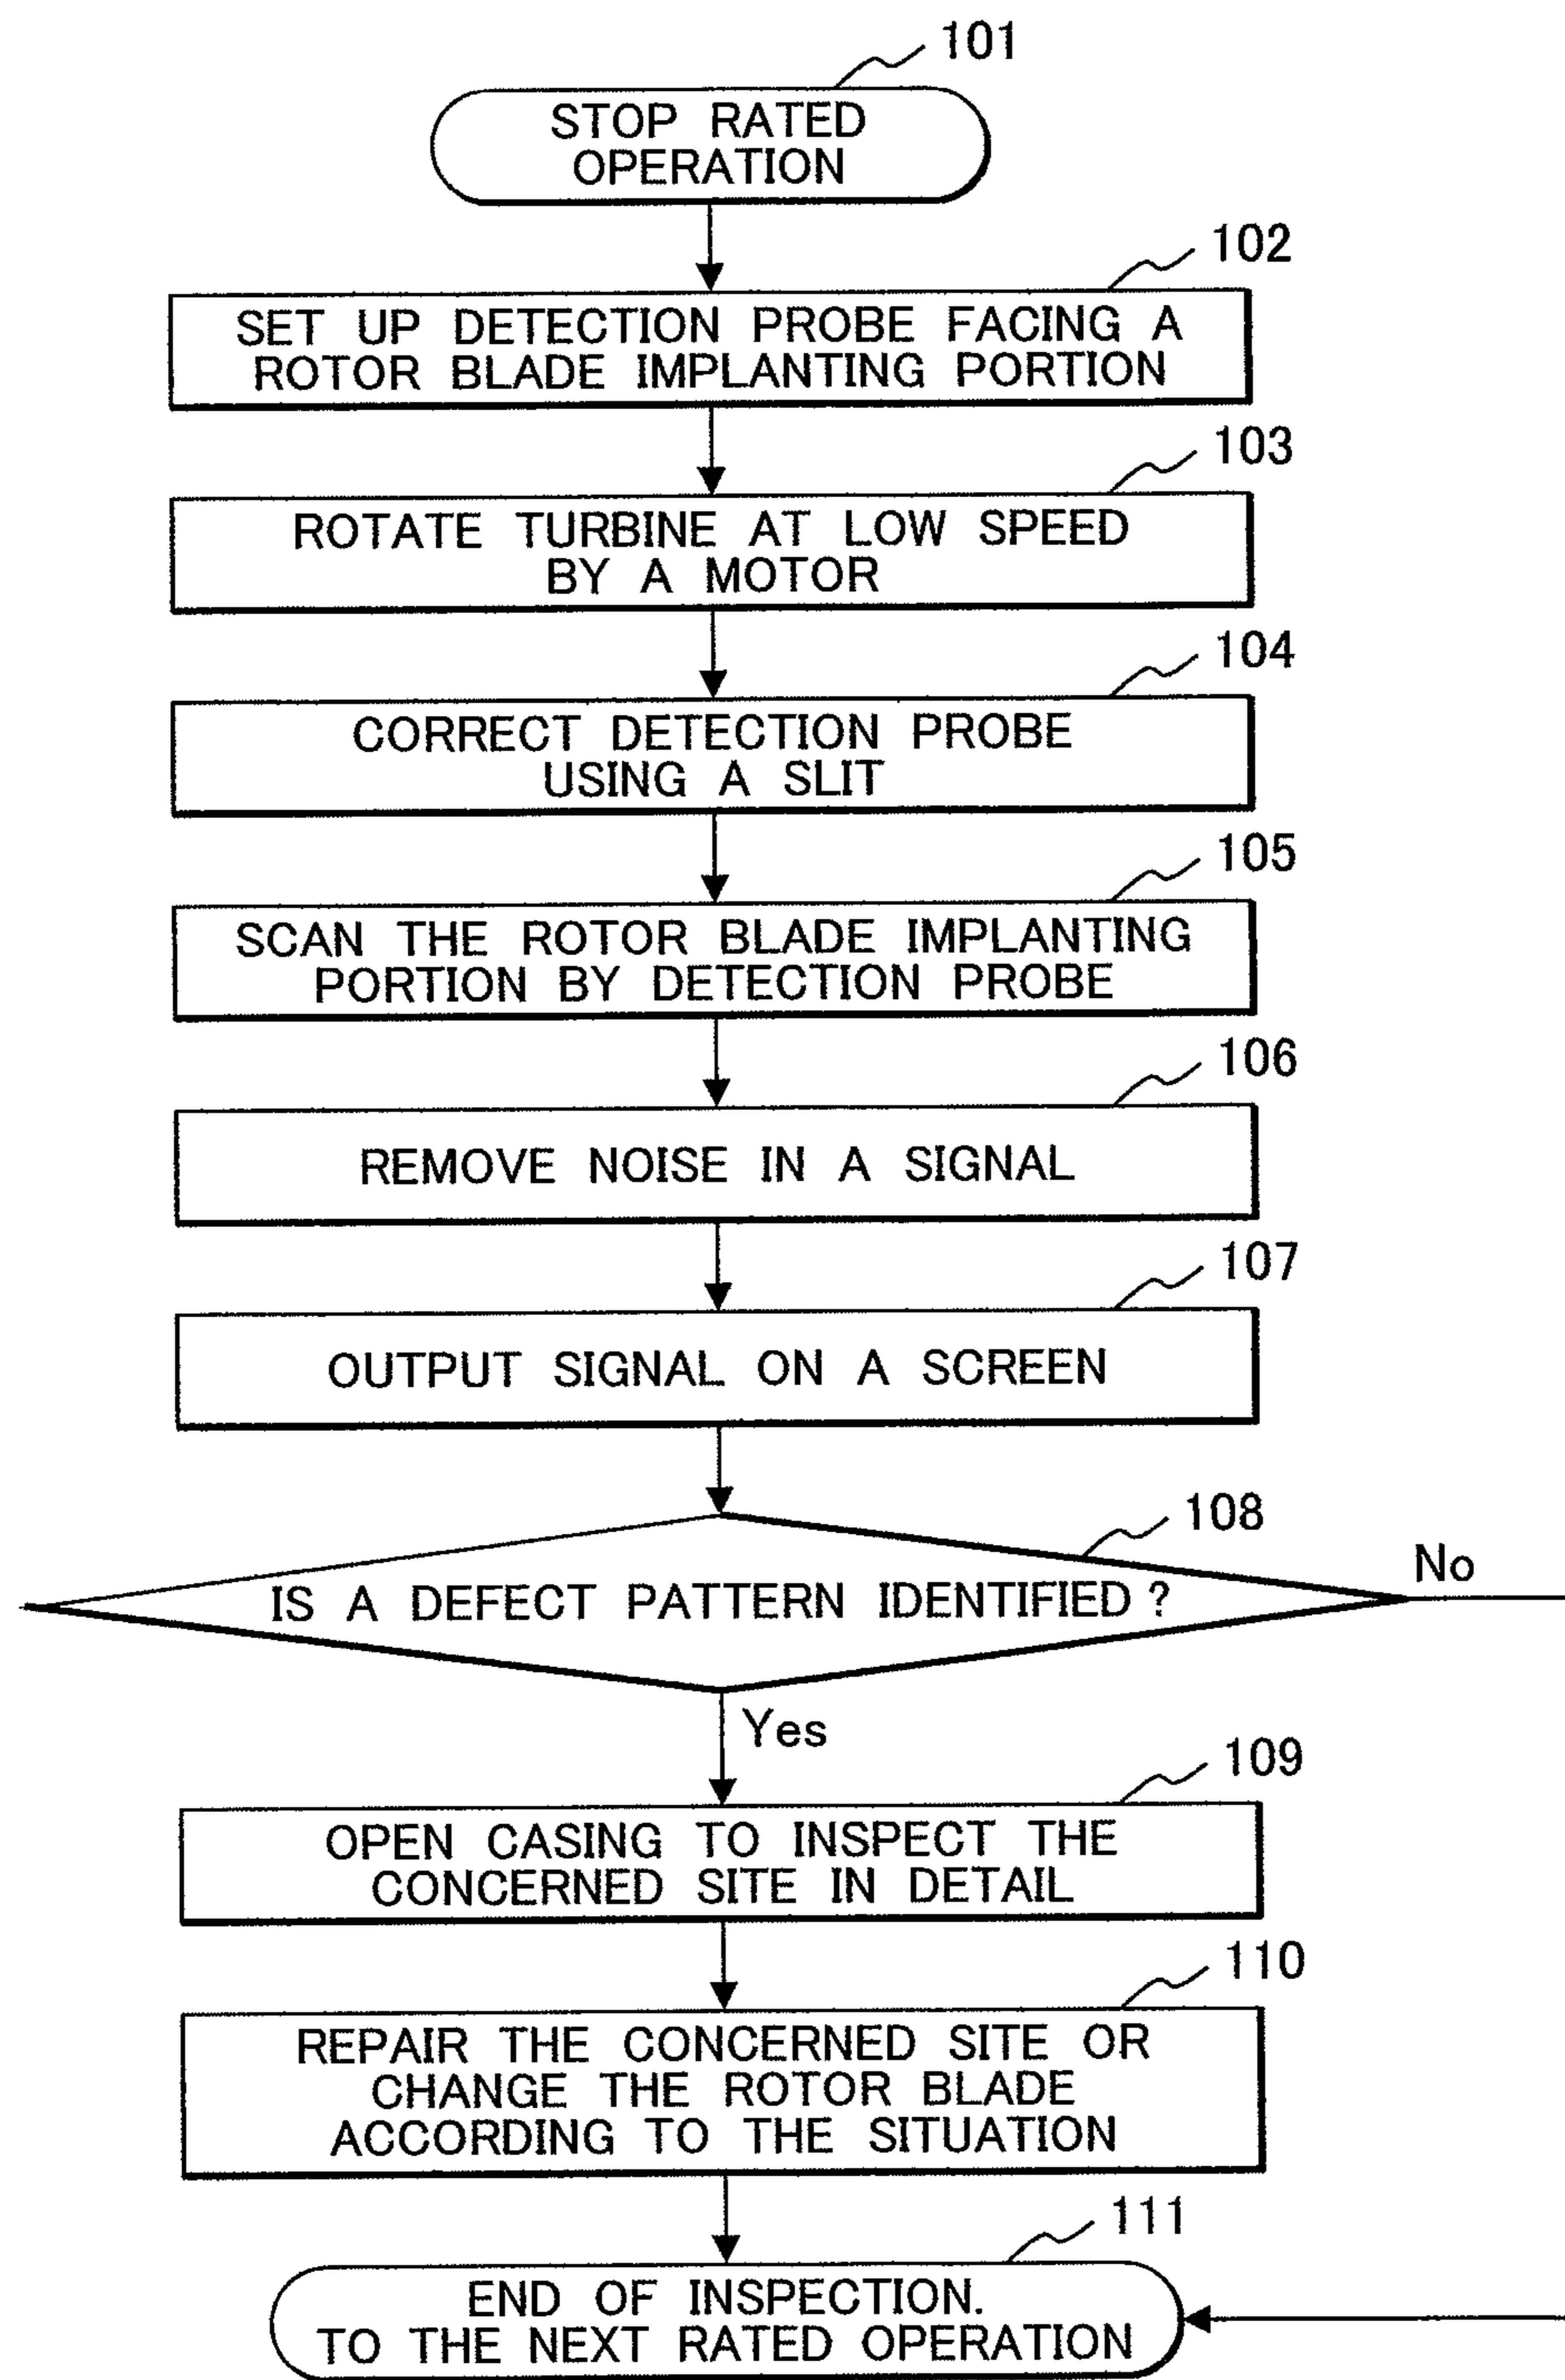 101
STOP RATED
OPERATION
102
SET UP DETECTION PROBE FACING A
ROTOR BLADE IMPLANTING PORTION
103
ROTATE TURBINE AT LOW SPEED
BY A MOTOR
104
CORRECT DETECTION PROBE
USING A SLIT
105
SCAN THE ROTOR BLADE IMPLANTING
PORTION BY DETECTION PROBE
106
REMOVE NOISE IN A SIGNAL
107
OUTPUT SIGNAL ON A SCREEN
108
IS A DEFECT PATTERN IDENTIFIED?
No
Yes
109
OPEN CASING TO INSPECT THE
CONCERNED SITE IN DETAIL
110
REPAIR THE CONCERNED SITE OR
CHANGE THE ROTOR BLADE
ACCORDING TO THE SITUATION
111
END OF INSPECTION.
TO THE NEXT RATED OPERATION